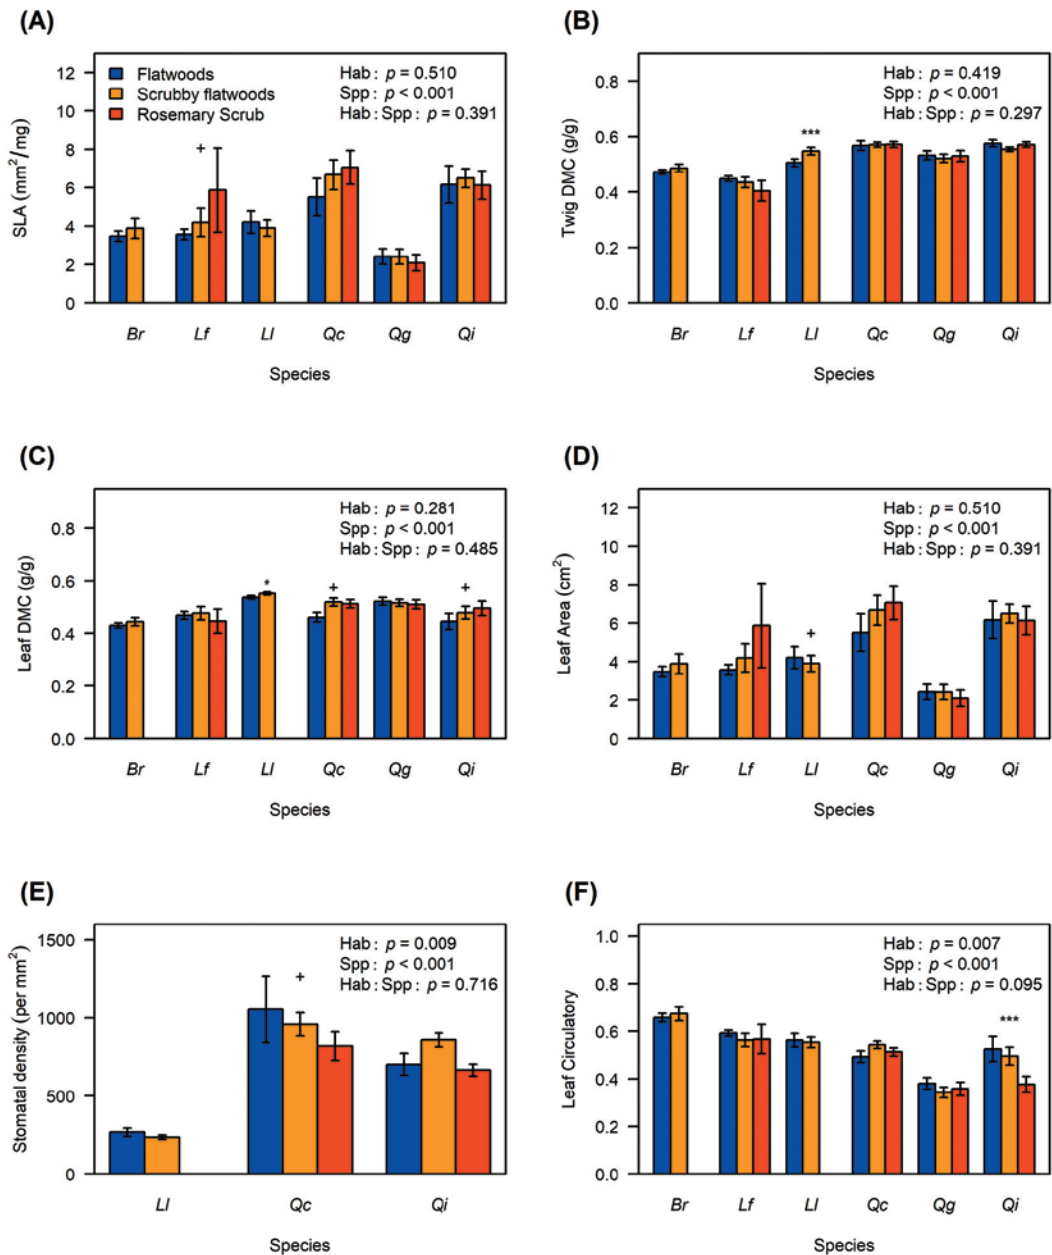 (A)
SLA (mm²/mg)
12
10
8
6
4
2
0
Flatwoods
Scrubby flatwoods
Rosemary Scrub
Hab: p = 0.510
Spp: p < 0.001
Hab:Spp: p = 0.391
+
Br Lf Ll Qc Qg Qi
Species
(B)
Twig DMC (g/g)
0.8
0.6
0.4
0.2
0.0
Hab: p = 0.419
Spp: p < 0.001
Hab:Spp: p = 0.297
***
Br Lf Ll Qc Qg Qi
Species
(C)
Leaf DMC (g/g)
0.8
0.6
0.4
0.2
0.0
Hab: p = 0.281
Spp: p < 0.001
Hab:Spp: p = 0.485
* + +
Br Lf Ll Qc Qg Qi
Species
(D)
Leaf Area (cm²)
12
10
8
6
4
2
0
Hab: p = 0.510
Spp: p < 0.001
Hab:Spp: p = 0.391
+
Br Lf Ll Qc Qg Qi
Species
(E)
Stomatal density (per mm²)
1500
1000
500
0
Hab: p = 0.009
Spp: p < 0.001
Hab:Spp: p = 0.716
+
Ll Qc Qi
Species
(F)
Leaf Circulatory
1.0
0.8
0.6
0.4
0.2
0.0
Hab: p = 0.007
Spp: p < 0.001
Hab:Spp: p = 0.095
***
Br Lf Ll Qc Qg Qi
Species